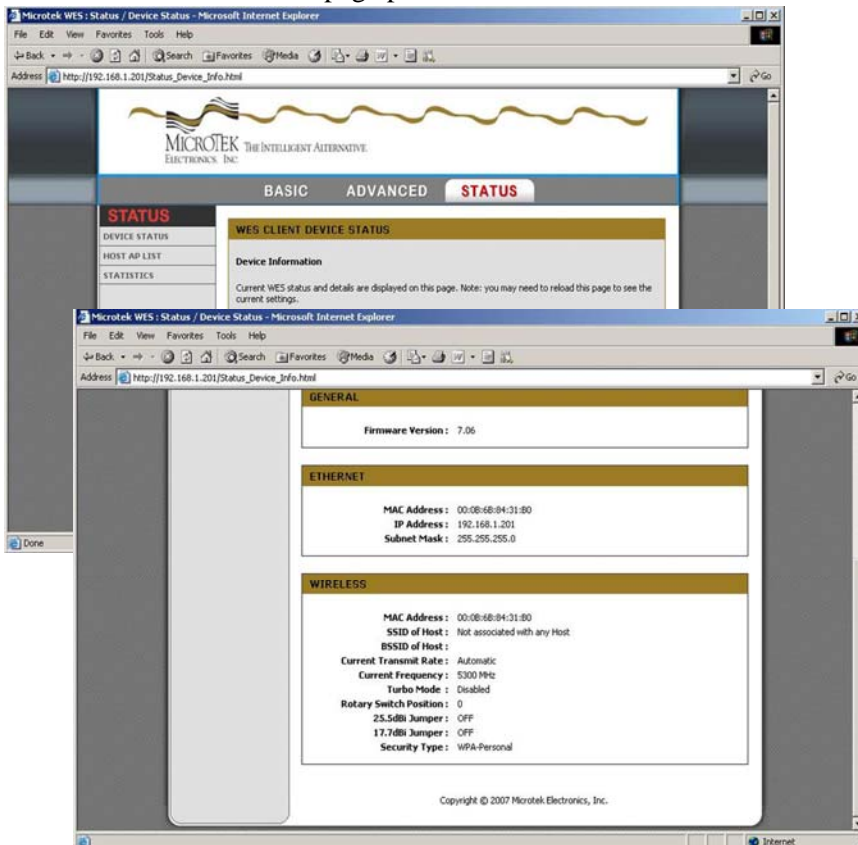 Microtek WES : Status / Device Status - Microsoft Internet Explorer
File Edit View Favorites Tools Help
Back Search Favorites Media
Address http://192.168.1.201/Status_Device_Info.html Go
MICROTEK THE INTELLIGENT ALTERNATIVE.
ELECTRONICS, INC
BASIC ADVANCED STATUS
STATUS
DEVICE STATUS
HOST AP LIST
STATISTICS
WES CLIENT DEVICE STATUS
Device Information
Current WES status and details are displayed on this page. Note: you may need to reload this page to see the
current settings.
Done
Microtek WES : Status / Device Status - Microsoft Internet Explorer
File Edit View Favorites Tools Help
Back Search Favorites Media
Address http://192.168.1.201/Status_Device_Info.html Go
GENERAL
Firmware Version : 7.06
ETHERNET
MAC Address : 00:0B:6B:84:31:B0
IP Address : 192.168.1.201
Subnet Mask : 255.255.255.0
WIRELESS
MAC Address : 00:0B:6B:84:31:B0
SSID of Host : Not associated with any Host
BSSID of Host :
Current Transmit Rate : Automatic
Current Frequency : 5300 MHz
Turbo Mode : Disabled
Rotary Switch Position : 0
25.5dBi Jumper : OFF
17.7dBi Jumper : OFF
Security Type : WPA-Personal
Copyright © 2007 Microtek Electronics, Inc.
Internet